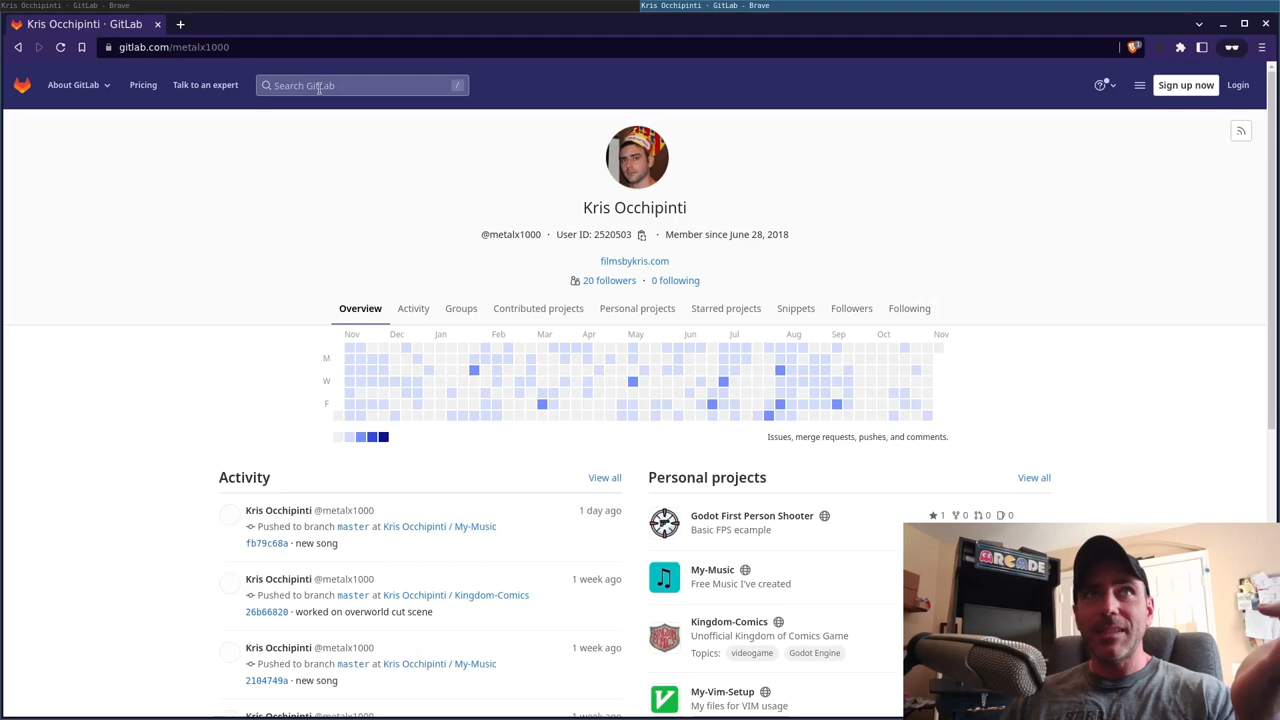 Kris Occhipinti · GitLab - Brave
Kris Occhipinti · GitLab - Brave
Kris Occhipinti · GitLab
gitlab.com/metalx1000
1
About GitLab
Pricing
Talk to an expert
Search GitLab
/
Sign up now
Login
Kris Occhipinti
@metalx1000 · User ID: 2520503 · Member since June 28, 2018
filmsbykris.com
20 followers · 0 following
Overview
Activity
Groups
Contributed projects
Personal projects
Starred projects
Snippets
Followers
Following
Nov Dec Jan Feb Mar Apr May Jun Jul Aug Sep Oct Nov
M
W
F
Issues, merge requests, pushes, and comments.
Activity
View all
Kris Occhipinti @metalx1000
1 day ago
Pushed to branch master at Kris Occhipinti / My-Music
fb79c68a · new song
Kris Occhipinti @metalx1000
1 week ago
Pushed to branch master at Kris Occhipinti / Kingdom-Comics
26b66820 · worked on overworld cut scene
Kris Occhipinti @metalx1000
1 week ago
Pushed to branch master at Kris Occhipinti / My-Music
2104749a · new song
Personal projects
View all
Godot First Person Shooter
1 0 0 0
Basic FPS ecample
My-Music
Free Music I've created
Kingdom-Comics
Unofficial Kingdom of Comics Game
Topics: videogame Godot Engine
My-Vim-Setup
My files for VIM usage
ARCADE